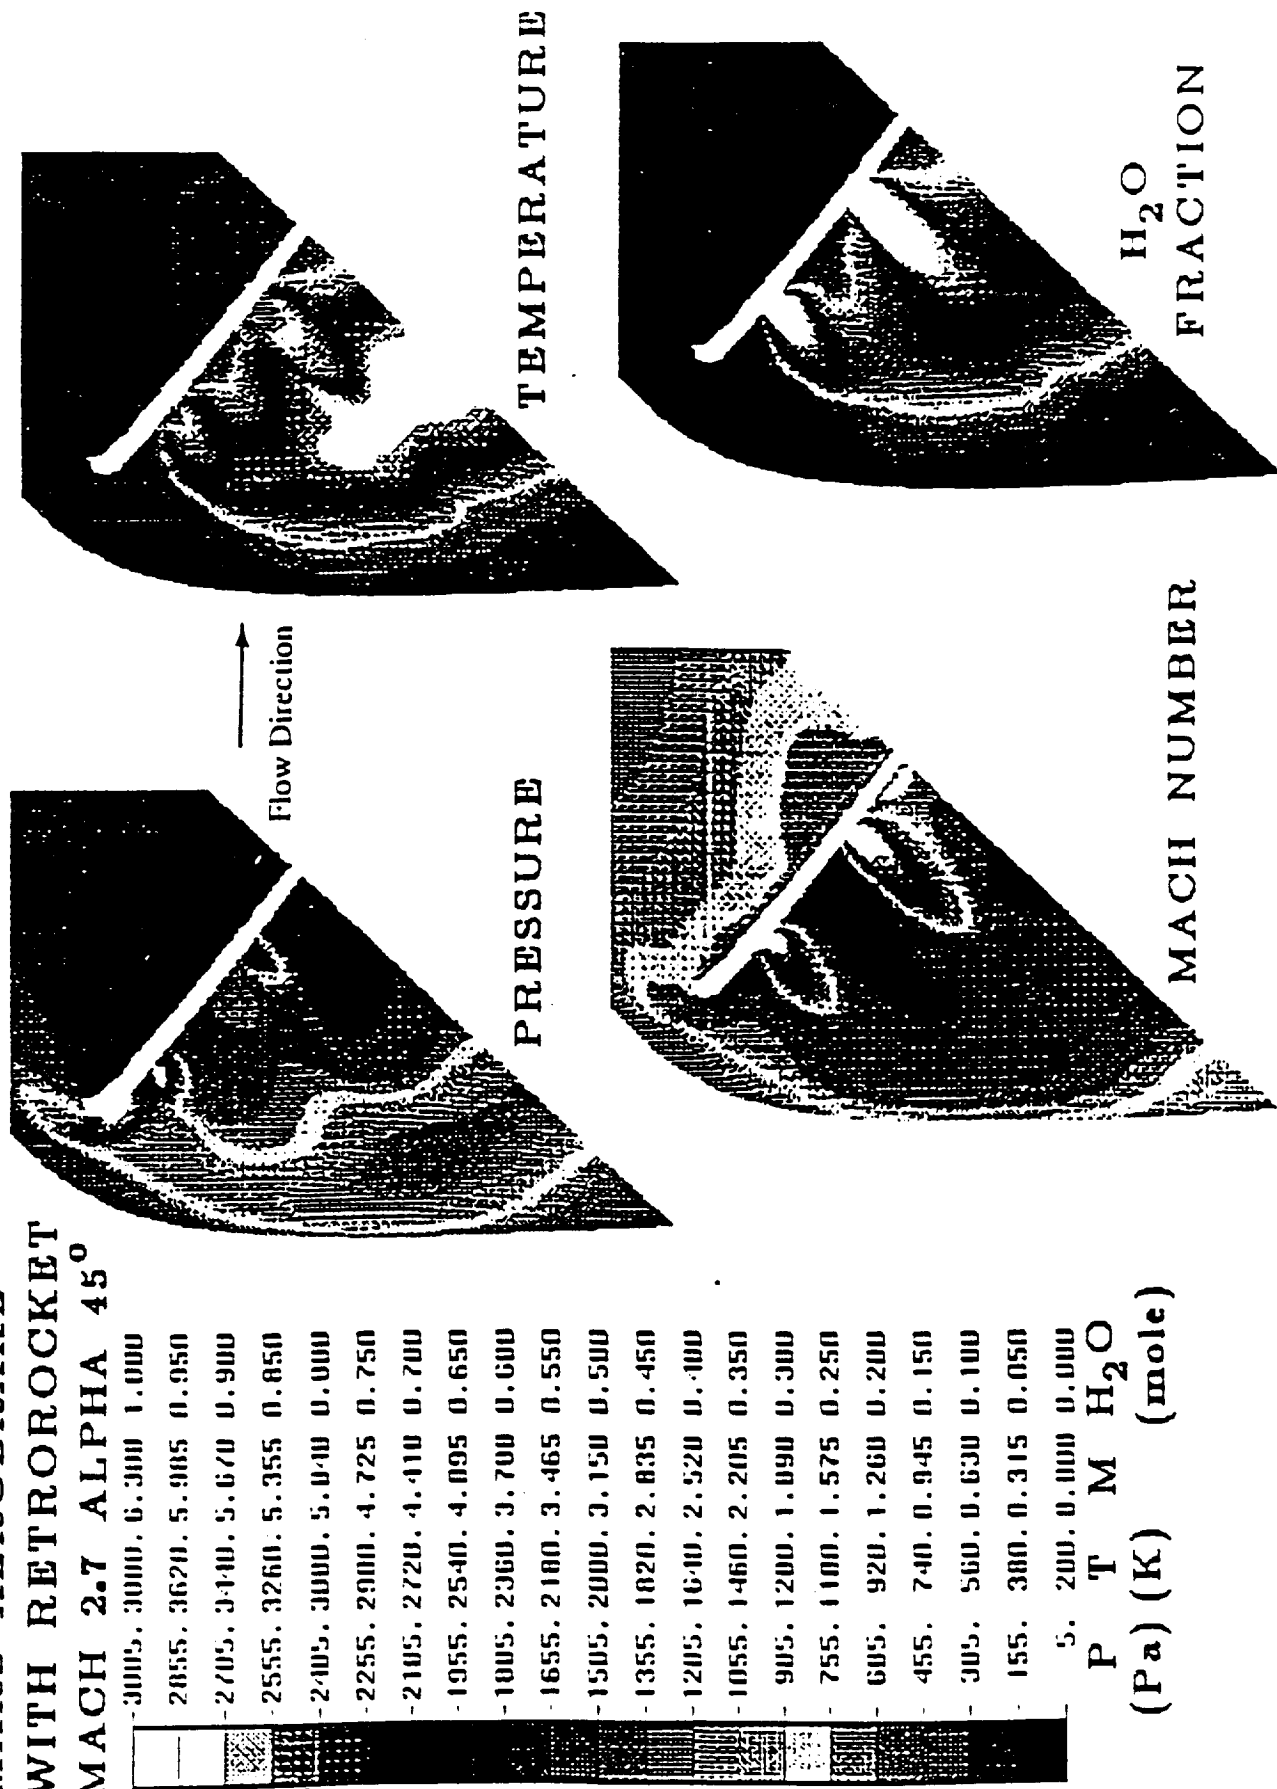 WITH RETROROCKET
MACH 2.7 ALPHA 45°
3005. 3800. 6.300 1.000
2855. 3620. 5.985 0.950
2705. 3440. 5.670 0.900
2555. 3260. 5.355 0.850
2405. 3080. 5.040 0.800
2255. 2900. 4.725 0.750
2105. 2720. 4.410 0.700
1955. 2540. 4.095 0.650
1805. 2360. 3.780 0.600
1655. 2180. 3.465 0.550
1505. 2000. 3.150 0.500
1355. 1820. 2.835 0.450
1205. 1640. 2.520 0.400
1055. 1460. 2.205 0.350
905. 1280. 1.890 0.300
755. 1100. 1.575 0.250
605. 920. 1.260 0.200
455. 740. 0.945 0.150
305. 560. 0.630 0.100
155. 380. 0.315 0.050
5. 200. 0.000 0.000
P T M H₂O
(Pa) (K) (mole)
PRESSURE
Flow Direction
TEMPERATURE
MACH NUMBER
H₂O
FRACTION